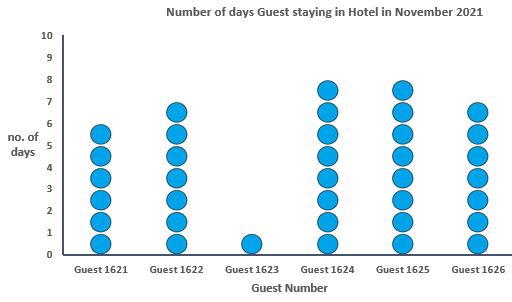 Number of days Guest staying in Hotel in November 2021
10
9
8
7
6
5
4
3
2
1
0
no. of
days
Guest 1621 Guest 1622 Guest 1623 Guest 1624 Guest 1625 Guest 1626
Guest Number